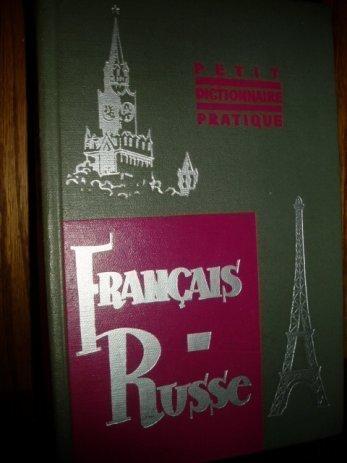 PETIT
DICTIONNAIRE
PRATIQUE
FRANÇAIS
-
RUSSE